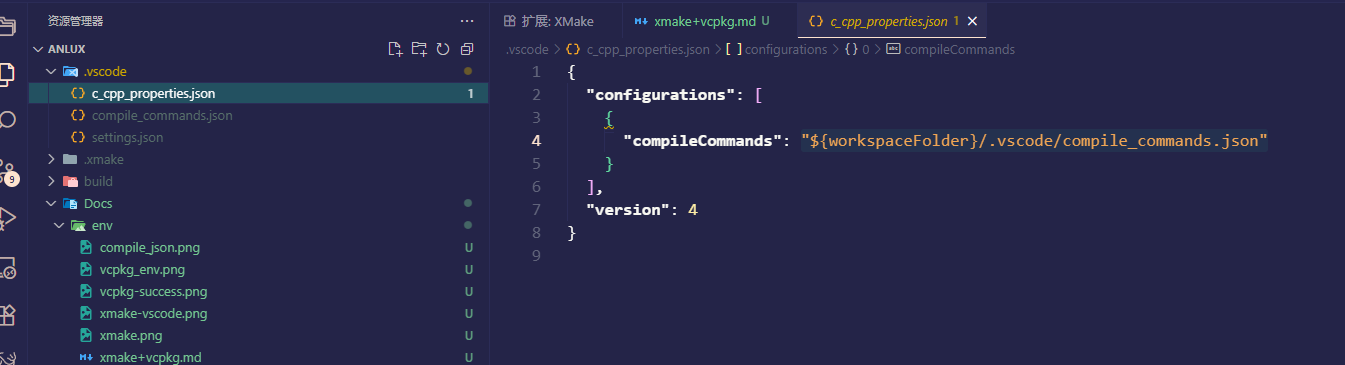 资源管理器
ANLUX
.vscode
c_cpp_properties.json 1
compile_commands.json
settings.json
.xmake
build
Docs
env
compile_json.png U
vcpkg_env.png U
vcpkg-success.png U
xmake-vscode.png U
xmake.png U
xmake+vcpkg.md U
9
扩展: XMake
xmake+vcpkg.md U
{} c_cpp_properties.json 1
.vscode > {} c_cpp_properties.json > [ ] configurations > {} 0 > abc compileCommands
1 {
2 "configurations": [
3 {
4 "compileCommands": "${workspaceFolder}/.vscode/compile_commands.json"
5 }
6 ],
7 "version": 4
8 }
9